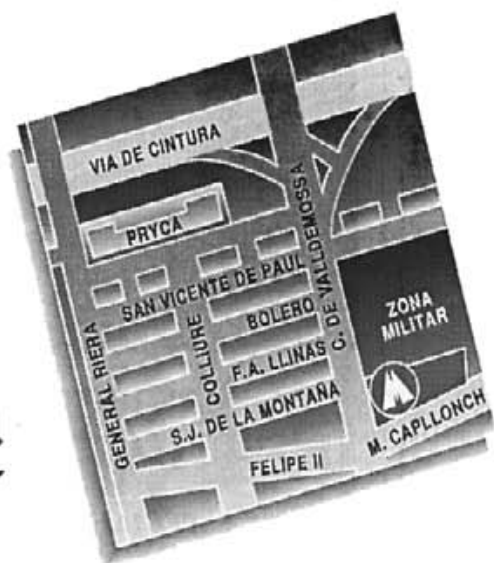 VIA DE CINTURA
PRYCA
SAN VICENTE DE PAUL
BOLERO
F.A. LLINAS
S.J. DE LA MONTAÑA
FELIPE II
GENERAL RIERA
COLLIURE
C. DE VALLDEMOSSA
ZONA
MILITAR
M. CAPLLONCH